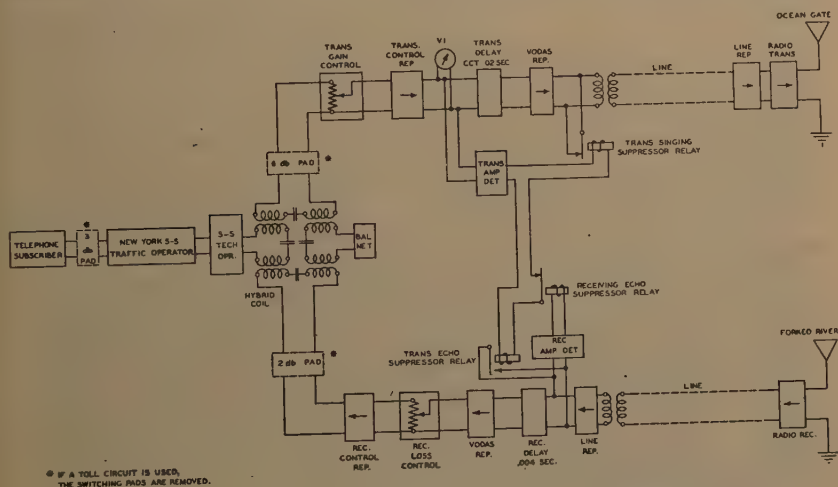 OCEAN GATE
TRANS
GAIN
CONTROL
TRANS.
CONTROL
REP
VI
TRANS
DELAY
CCT 02 SEC
VODAS
REP.
LINE
LINE
REP
RADIO
TRANS
6 db PAD *
TRANS
AMP
DET
TRANS SINGING
SUPPRESSOR RELAY
TELEPHONE
SUBSCRIBER
*
3
db
PAD
NEW YORK S-S
TRAFFIC OPERATOR
S-S
TECH
OPR.
BAL
NET
HYBRID
COIL
RECEIVING ECHO
SUPPRESSOR RELAY
TRANS ECHO
SUPPRESSOR RELAY
REC
AMP DET
FORKED RIVER
2 db PAD *
LINE
REC.
CONTROL
REP.
REC.
LOSS
CONTROL
VODAS
REP.
REC.
DELAY
.004 SEC.
LINE
REP.
RADIO REC.
* IF A TOLL CIRCUIT IS USED,
THE SWITCHING PADS ARE REMOVED.